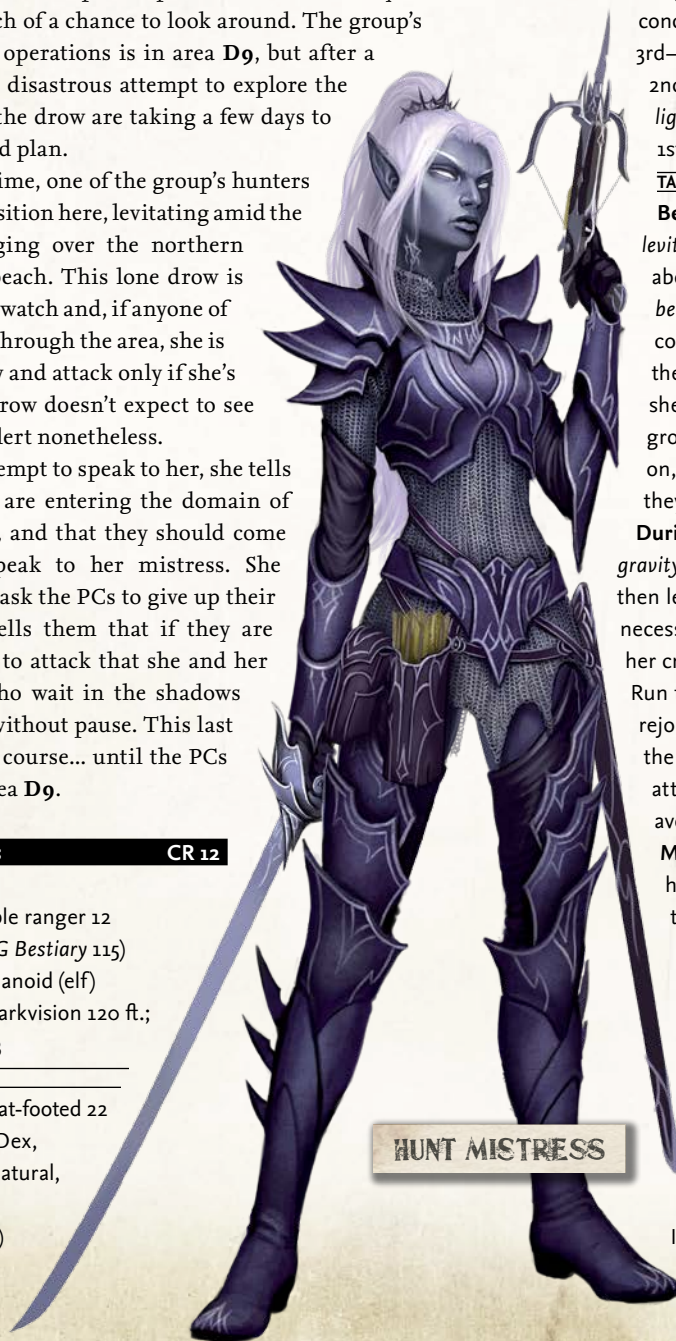 ch of a chance to look around. The group's
operations is in area D9, but after a
disastrous attempt to explore the
the drow are taking a few days to
d plan.
ime, one of the group's hunters
sition here, levitating amid the
ging over the northern
each. This lone drow is
watch and, if anyone of
hrough the area, she is
y and attack only if she's
row doesn't expect to see
lert nonetheless.
empt to speak to her, she tells
are entering the domain of
, and that they should come
peak to her mistress. She
ask the PCs to give up their
ells them that if they are
to attack that she and her
ho wait in the shadows
without pause. This last
course... until the PCs
ea D9.
CR 12
ble ranger 12
G Bestiary 115)
anoid (elf)
arkvision 120 ft.;
at-footed 22
Dex,
atural,
)
HUNT MISTRESS
conc
3rd–
2nd
lig
1st
TA
Be
levit
abo
be
co
the
she
gro
on,
they
Duri
gravity
then le
necess
her cr
Run t
rejo
the
att
ave
M
h
t